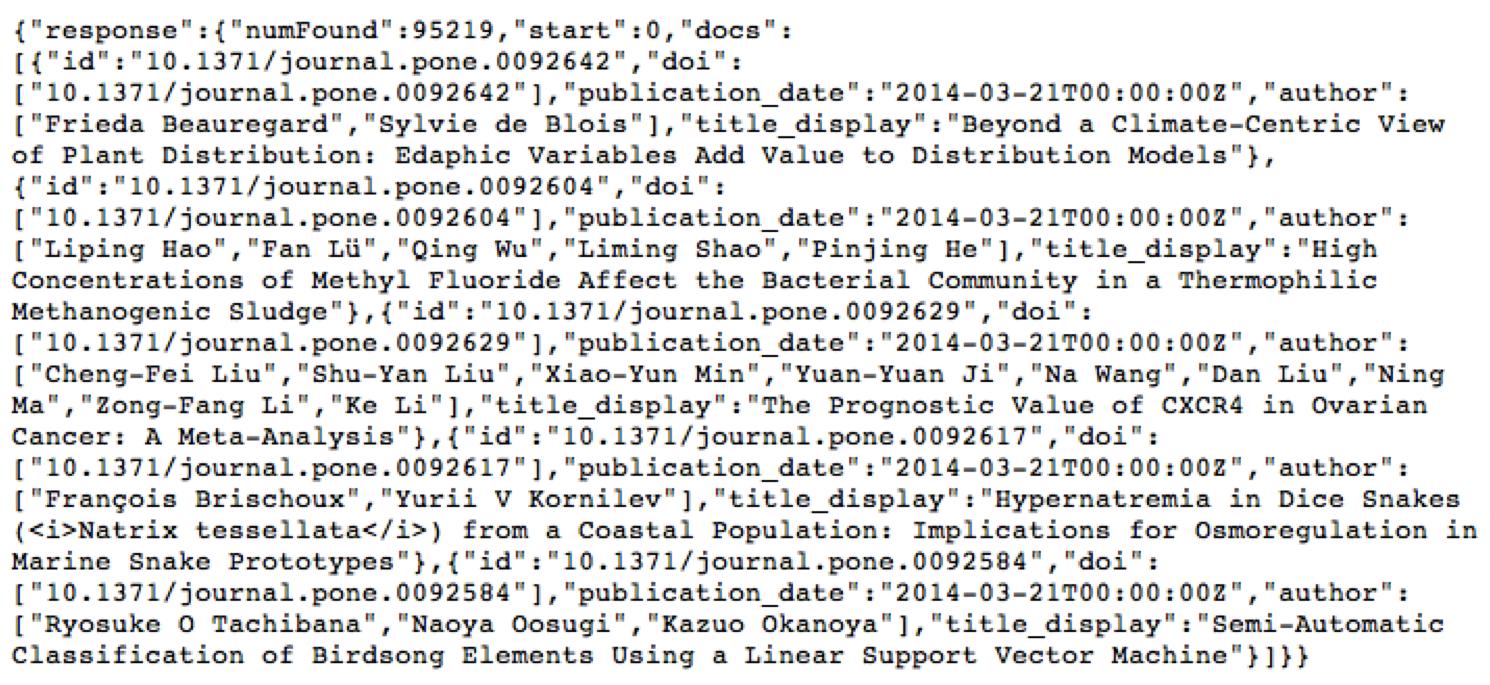 {"response":{"numFound":95219,"start":0,"docs":
[{"id":"10.1371/journal.pone.0092642","doi":
["10.1371/journal.pone.0092642"],"publication_date":"2014-03-21T00:00:00Z","author":
["Frieda Beauregard","Sylvie de Blois"],"title_display":"Beyond a Climate-Centric View
of Plant Distribution: Edaphic Variables Add Value to Distribution Models"},
{"id":"10.1371/journal.pone.0092604","doi":
["10.1371/journal.pone.0092604"],"publication_date":"2014-03-21T00:00:00Z","author":
["Liping Hao","Fan Lü","Qing Wu","Liming Shao","Pinjing He"],"title_display":"High
Concentrations of Methyl Fluoride Affect the Bacterial Community in a Thermophilic
Methanogenic Sludge"},{"id":"10.1371/journal.pone.0092629","doi":
["10.1371/journal.pone.0092629"],"publication_date":"2014-03-21T00:00:00Z","author":
["Cheng-Fei Liu","Shu-Yan Liu","Xiao-Yun Min","Yuan-Yuan Ji","Na Wang","Dan Liu","Ning
Ma","Zong-Fang Li","Ke Li"],"title_display":"The Prognostic Value of CXCR4 in Ovarian
Cancer: A Meta-Analysis"},{"id":"10.1371/journal.pone.0092617","doi":
["10.1371/journal.pone.0092617"],"publication_date":"2014-03-21T00:00:00Z","author":
["François Brischoux","Yurii V Kornilev"],"title_display":"Hypernatremia in Dice Snakes
(<i>Natrix tessellata</i>) from a Coastal Population: Implications for Osmoregulation in
Marine Snake Prototypes"},{"id":"10.1371/journal.pone.0092584","doi":
["10.1371/journal.pone.0092584"],"publication_date":"2014-03-21T00:00:00Z","author":
["Ryosuke O Tachibana","Naoya Oosugi","Kazuo Okanoya"],"title_display":"Semi-Automatic
Classification of Birdsong Elements Using a Linear Support Vector Machine"}]}}